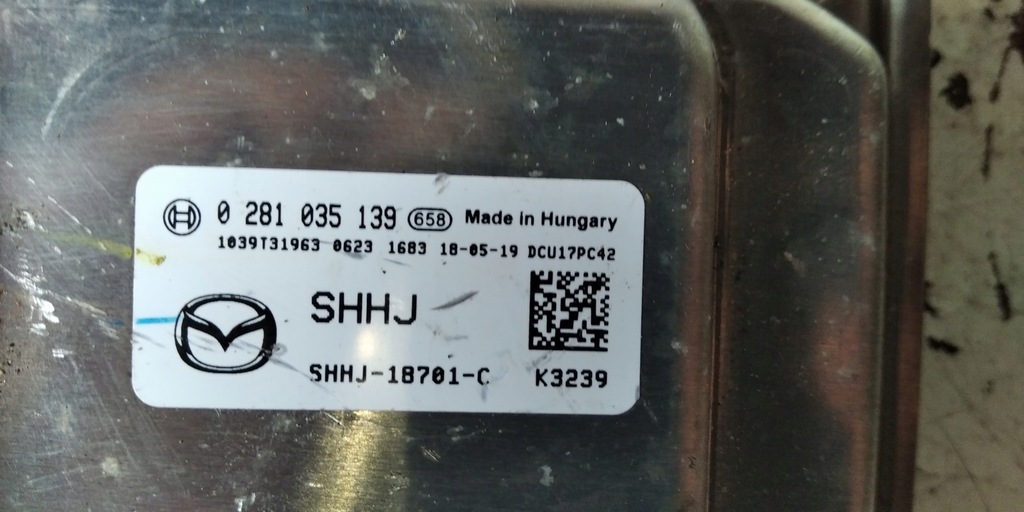 0 281 035 139 658 Made in Hungary
1039T31963 0623 1683 18-05-19 DCU17PC42
SHHJ
SHHJ-18701-C K3239